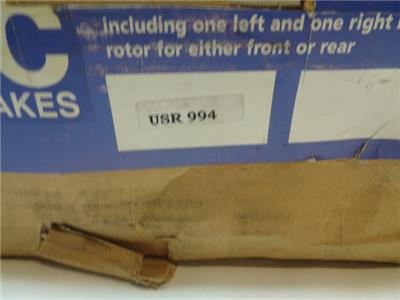 including one left and one right
rotor for either front or rear
C
AKES
USR 994